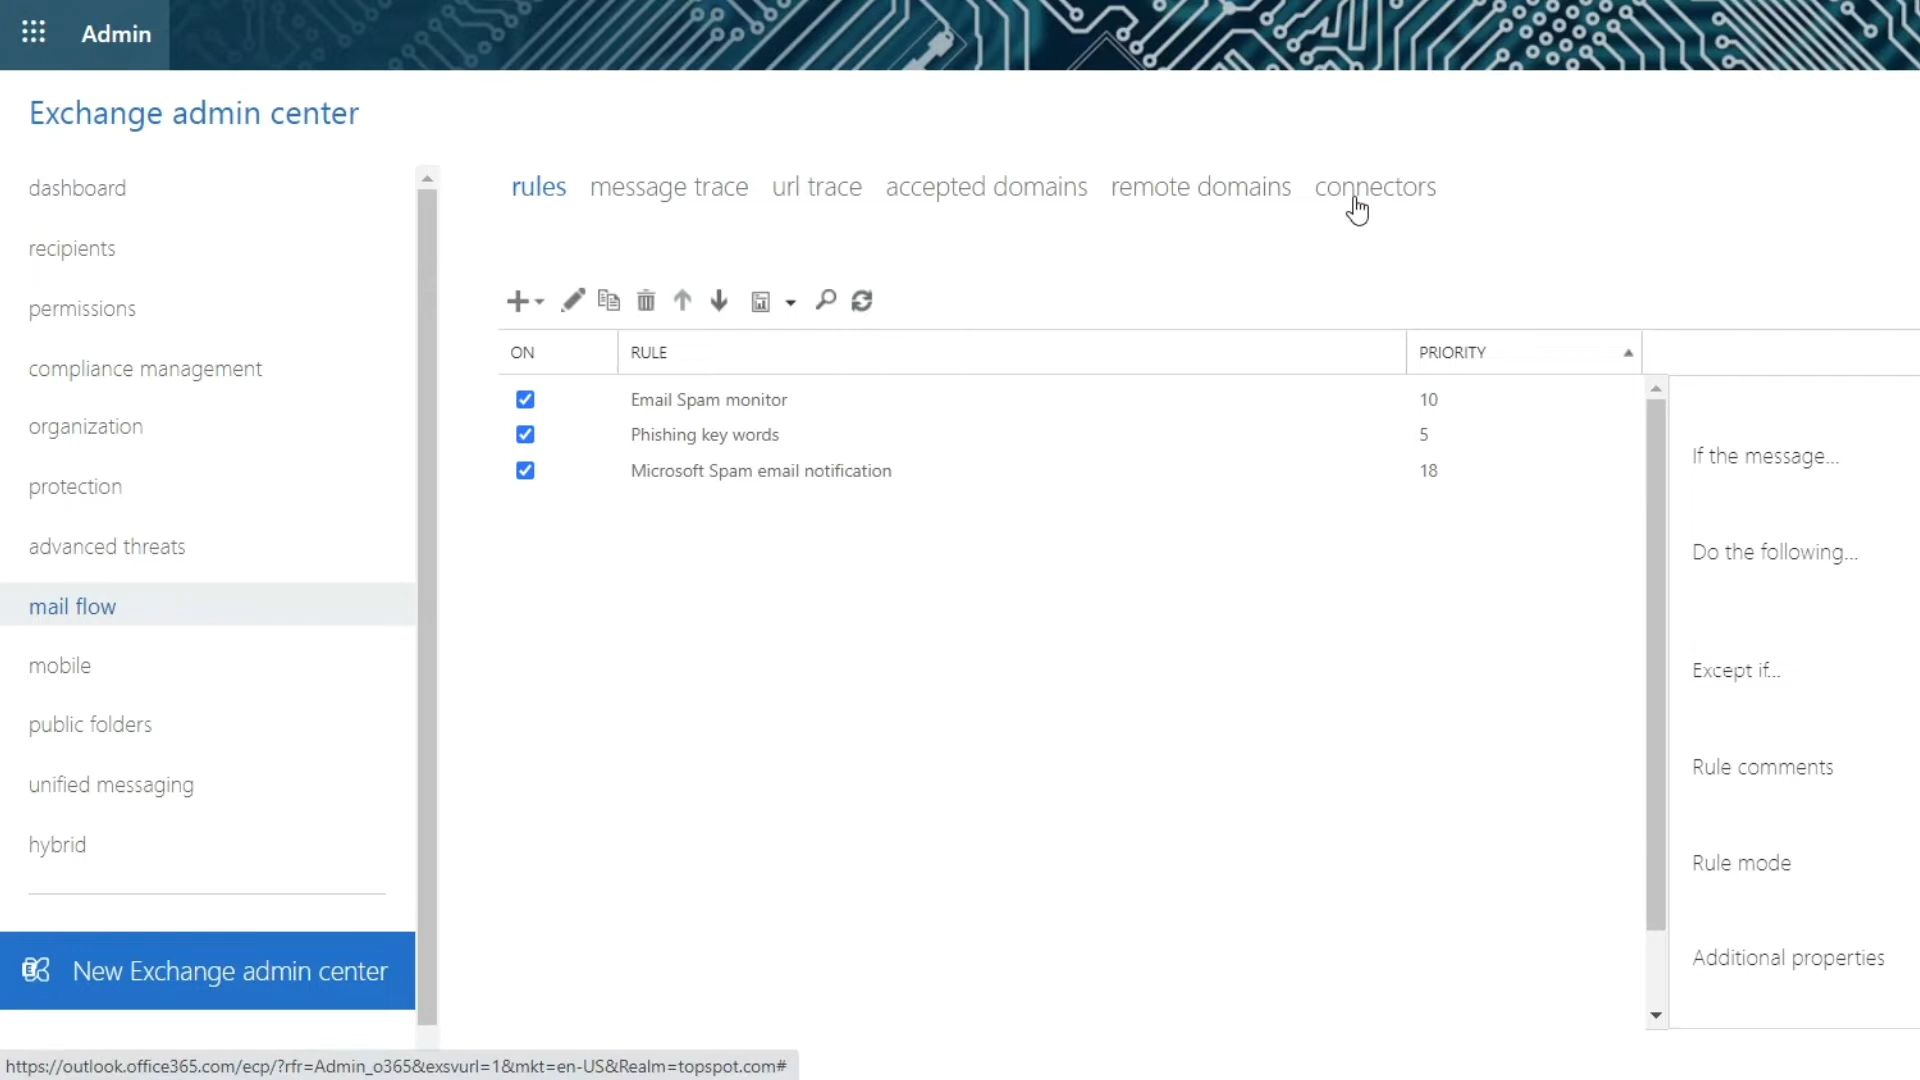 Admin
Exchange admin center
dashboard
recipients
permissions
compliance management
organization
protection
advanced threats
mail flow
mobile
public folders
unified messaging
hybrid
New Exchange admin center
rules message trace url trace accepted domains remote domains connectors
ON RULE PRIORITY
Email Spam monitor 10
Phishing key words 5
Microsoft Spam email notification 18
If the message...
Do the following...
Except if...
Rule comments
Rule mode
Additional properties
https://outlook.office365.com/ecp/?rfr=Admin_o365&exsvurl=1&mkt=en-US&Realm=topspot.com#